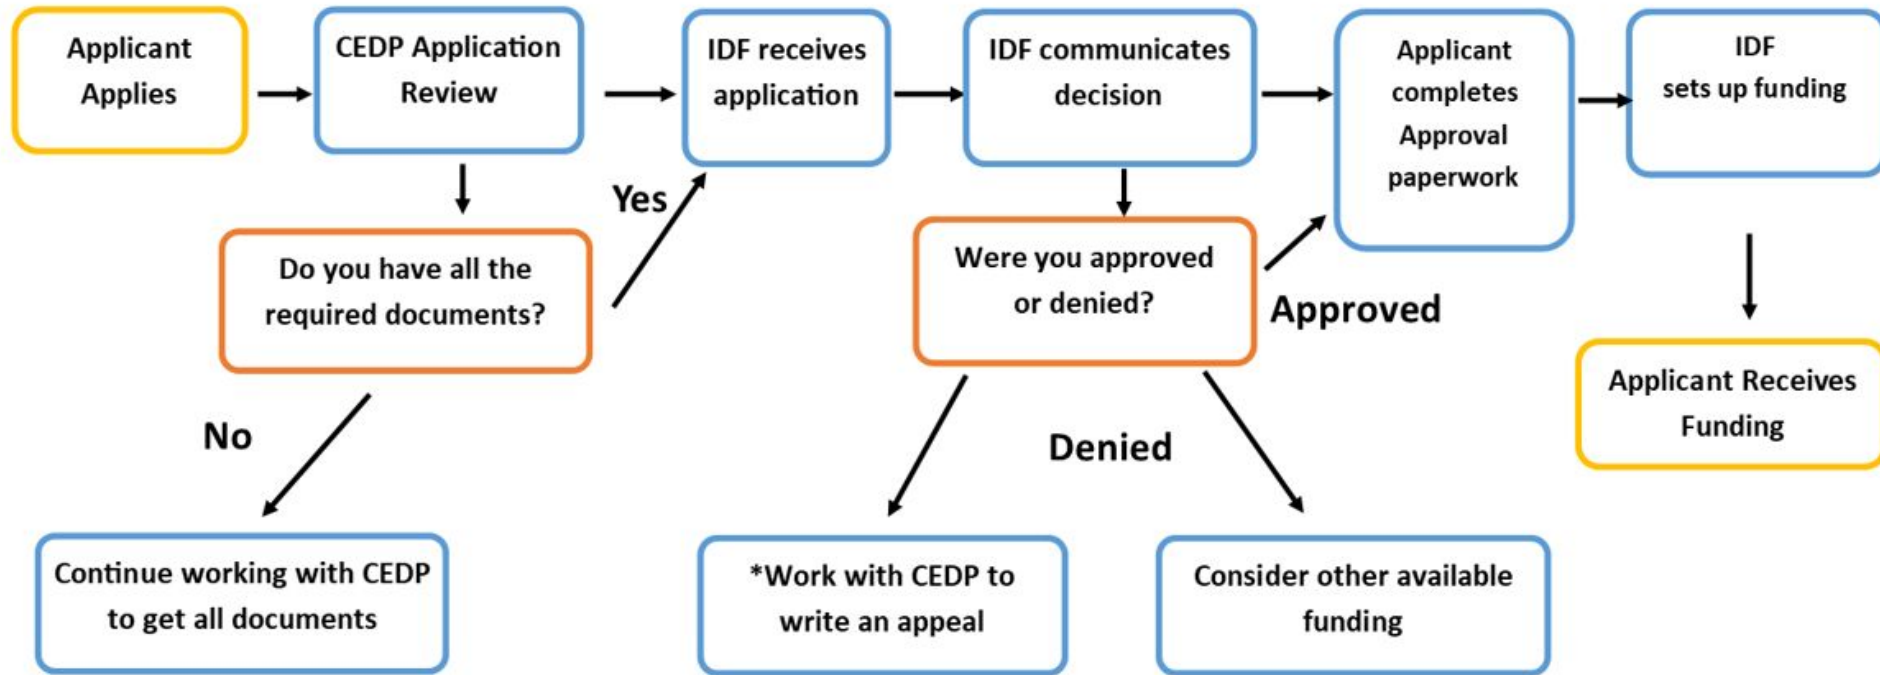 Applicant
Applies
CEDP Application
Review
IDF receives
application
IDF communicates
decision
Applicant
completes
Approval
paperwork
IDF
sets up funding
Yes
Do you have all the
required documents?
Were you approved
or denied?
Approved
Applicant Receives
Funding
No
Denied
Continue working with CEDP
to get all documents
*Work with CEDP to
write an appeal
Consider other available
funding